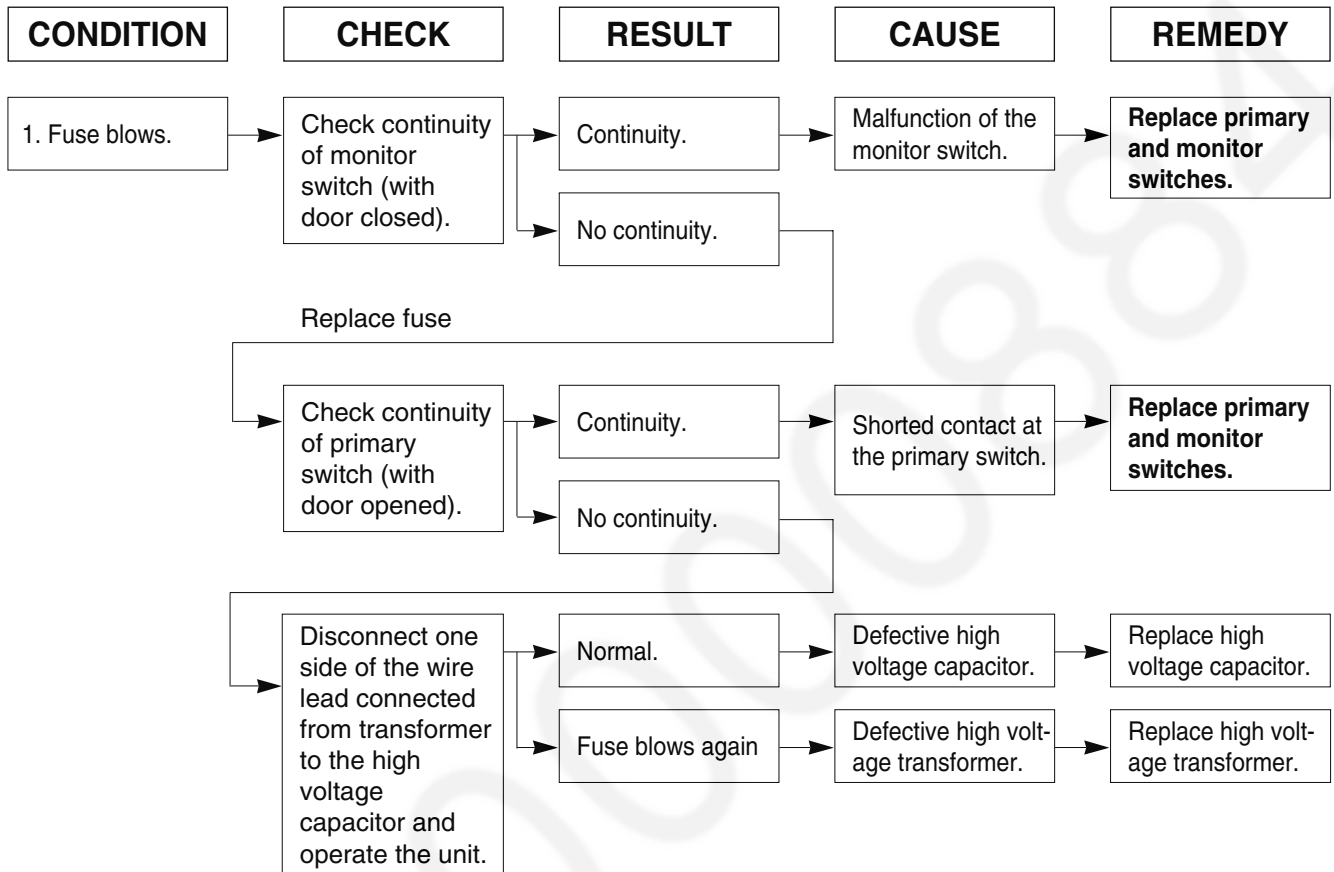 CONDITION
CHECK
RESULT
CAUSE
REMEDY
1. Fuse blows.
Check continuity
of monitor
switch (with
door closed).
Continuity.
Malfunction of the
monitor switch.
Replace primary
and monitor
switches.
No continuity.
Replace fuse
Check continuity
of primary
switch (with
door opened).
Continuity.
Shorted contact at
the primary switch.
Replace primary
and monitor
switches.
No continuity.
Disconnect one
side of the wire
lead connected
from transformer
to the high
voltage
capacitor and
operate the unit.
Normal.
Defective high
voltage capacitor.
Replace high
voltage capacitor.
Fuse blows again
Defective high volt-
age transformer.
Replace high volt-
age transformer.